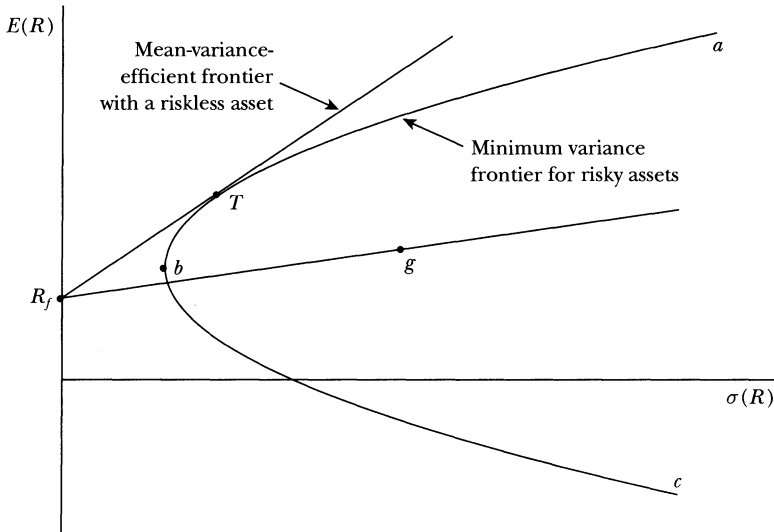 E(R)
Mean-variance-
efficient frontier
with a riskless asset
a
Minimum variance
frontier for risky assets
T
b
g
R_f
σ(R)
c